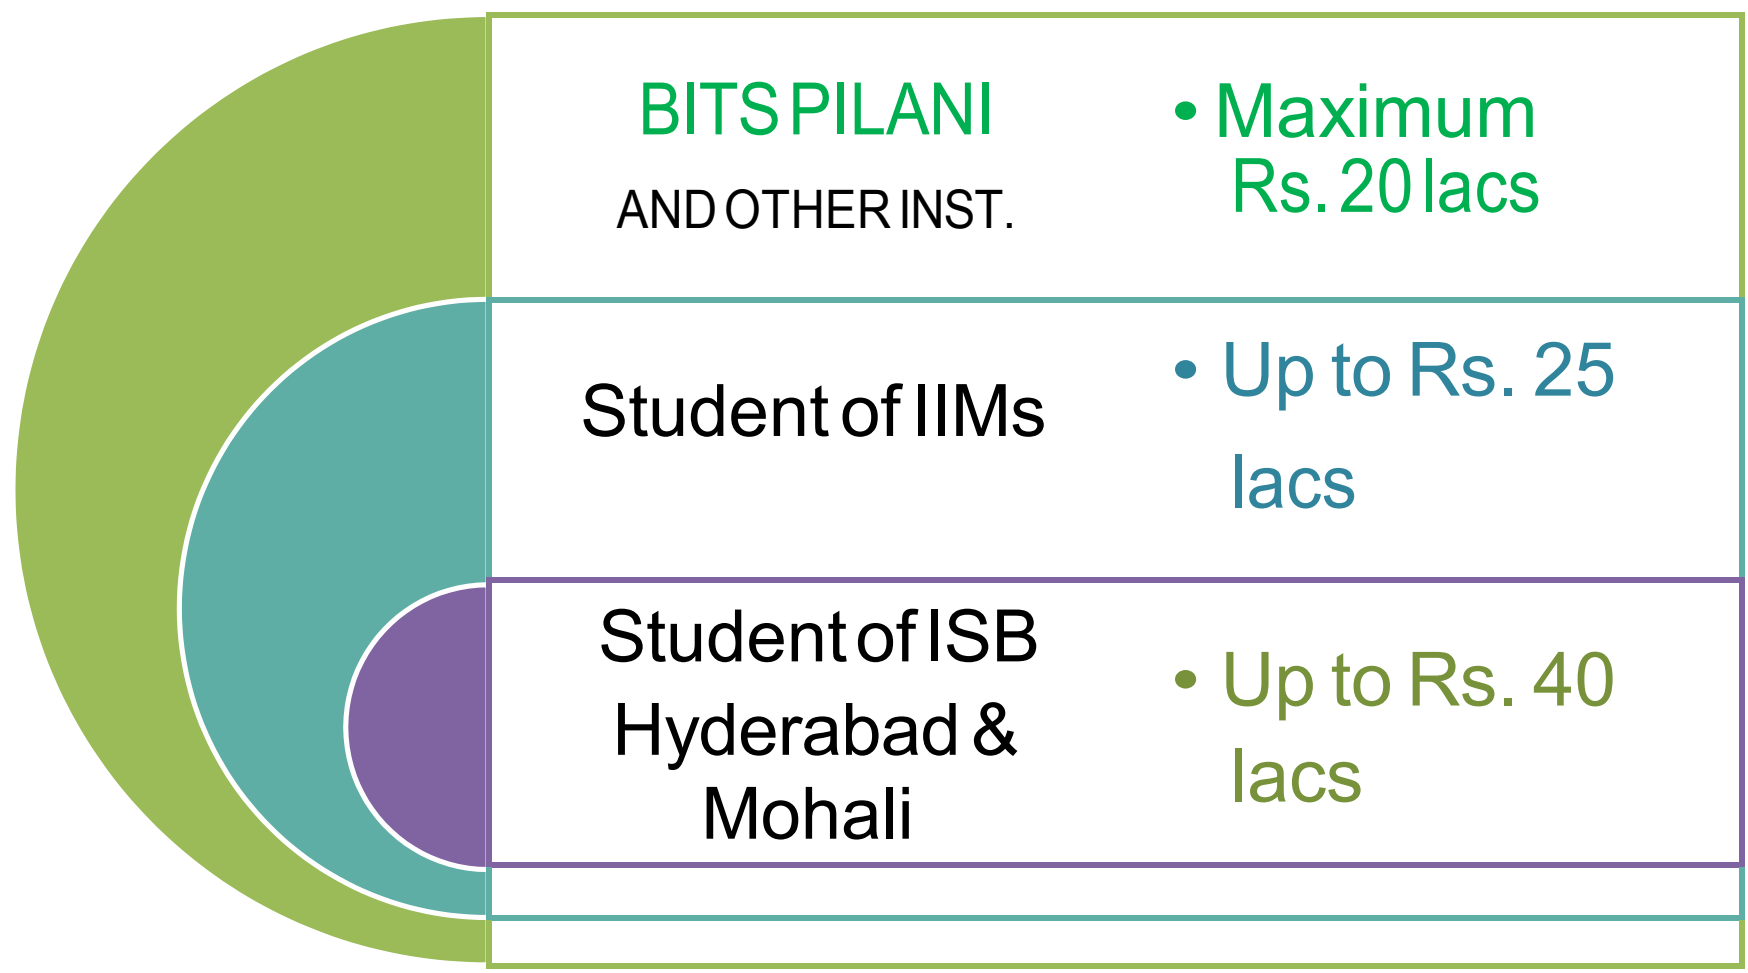 BITS PILANI
AND OTHER INST.
• Maximum
Rs. 20 lacs
Student of IIMs
• Up to Rs. 25
lacs
Student of ISB
Hyderabad &
Mohali
• Up to Rs. 40
lacs